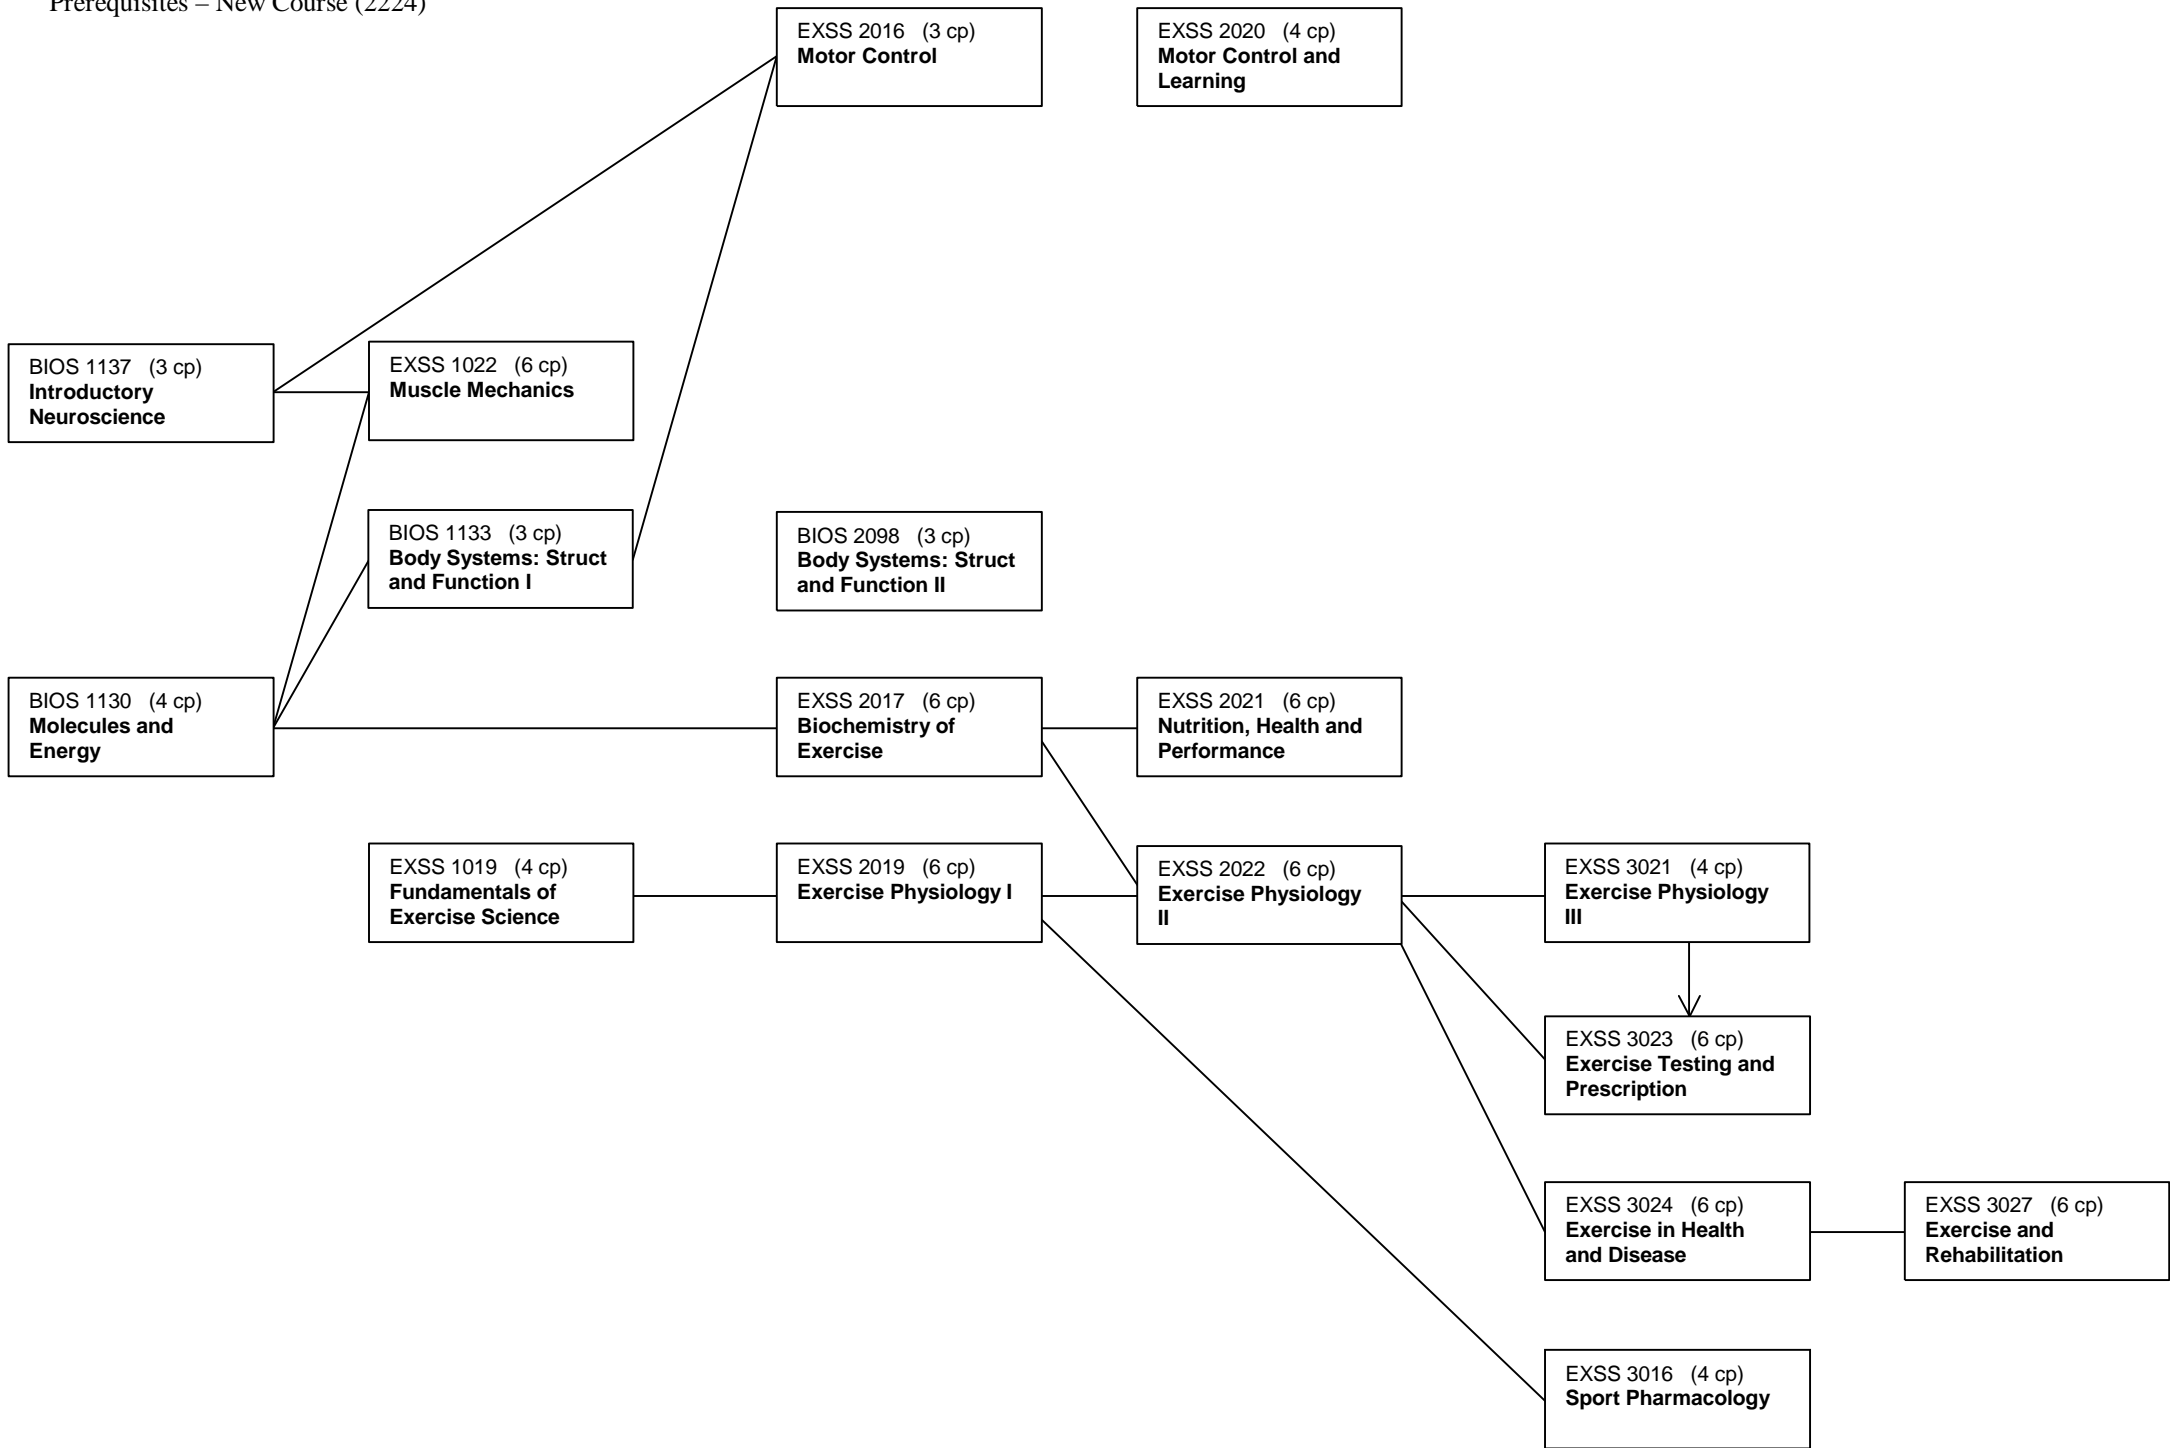 Prerequisites – New Course (2224)
EXSS 2016 (3 cp)
Motor Control
EXSS 2020 (4 cp)
Motor Control and
Learning
BIOS 1137 (3 cp)
Introductory
Neuroscience
EXSS 1022 (6 cp)
Muscle Mechanics
BIOS 1133 (3 cp)
Body Systems: Struct
and Function I
BIOS 2098 (3 cp)
Body Systems: Struct
and Function II
BIOS 1130 (4 cp)
Molecules and
Energy
EXSS 2017 (6 cp)
Biochemistry of
Exercise
EXSS 2021 (6 cp)
Nutrition, Health and
Performance
EXSS 1019 (4 cp)
Fundamentals of
Exercise Science
EXSS 2019 (6 cp)
Exercise Physiology I
EXSS 2022 (6 cp)
Exercise Physiology
II
EXSS 3021 (4 cp)
Exercise Physiology
III
EXSS 3023 (6 cp)
Exercise Testing and
Prescription
EXSS 3024 (6 cp)
Exercise in Health
and Disease
EXSS 3027 (6 cp)
Exercise and
Rehabilitation
EXSS 3016 (4 cp)
Sport Pharmacology